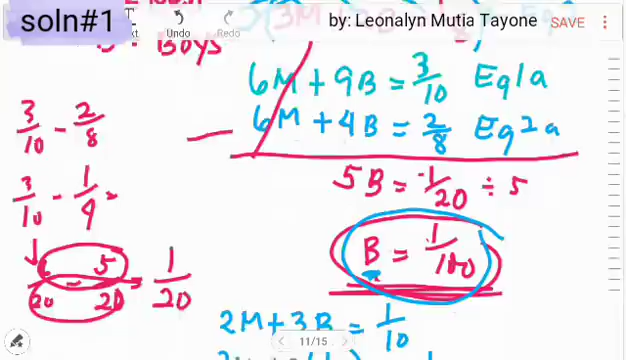 soln#1
Undo
Redo
by: Leonalyn Mutia Tayone
SAVE
Boys
6M + 9B = 3/10 Eq1a
6M + 4B = 2/8 Eq2a
5B = 1/20 ÷ 5
B = 1/100
3/10 - 2/8
3/10 - 1/4 =
5
20 - 20 = 1/20
2M + 3B = 1/10
11/15